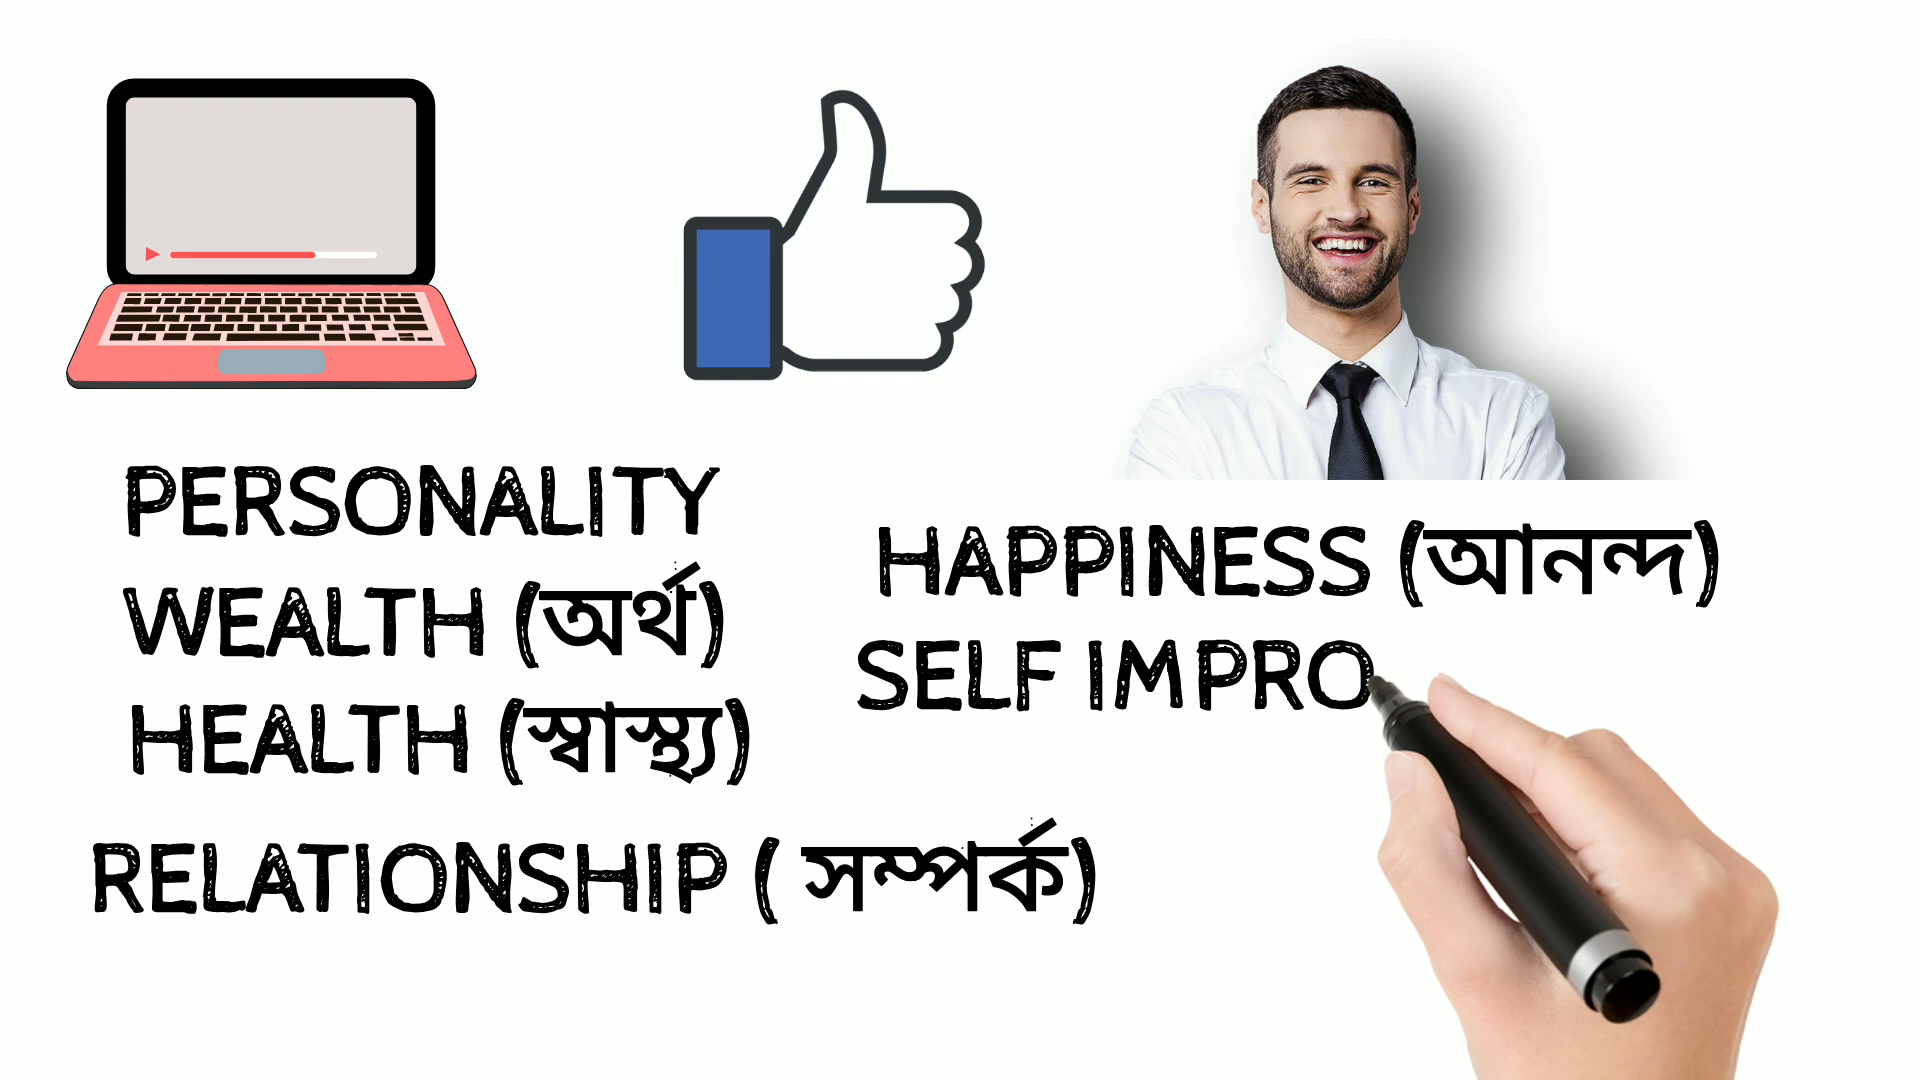 PERSONALITY
WEALTH (অর্থ)
HEALTH (স্বাস্থ্য)
RELATIONSHIP ( সম্পর্ক)
HAPPINESS (আনন্দ)
SELF IMPRO